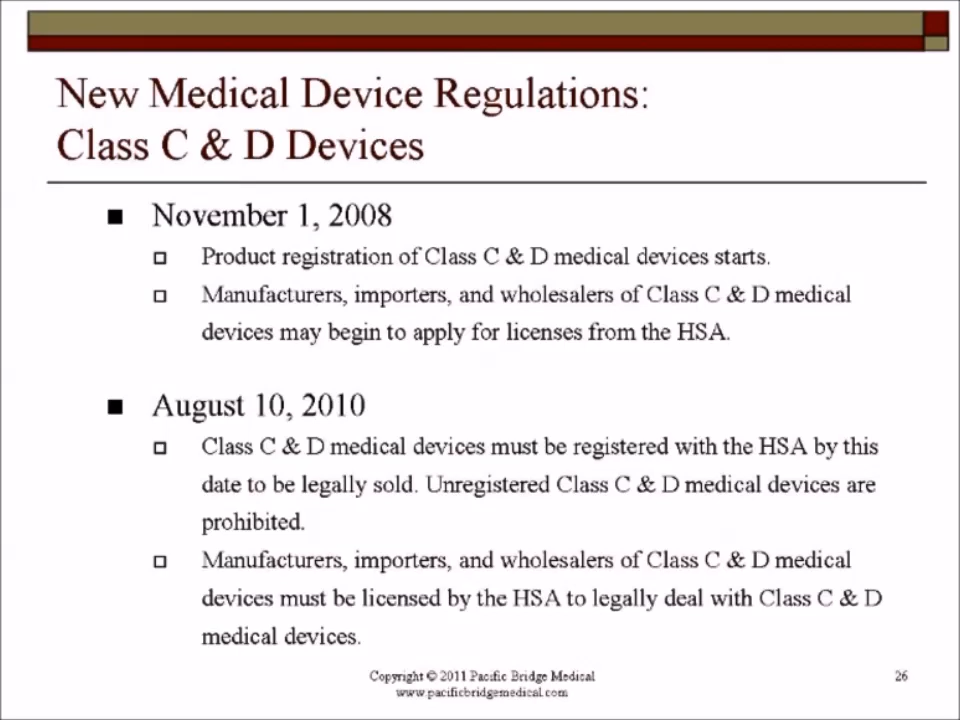 New Medical Device Regulations:
Class C & D Devices
November 1, 2008
Product registration of Class C & D medical devices starts.
Manufacturers, importers, and wholesalers of Class C & D medical
devices may begin to apply for licenses from the HSA.
August 10, 2010
Class C & D medical devices must be registered with the HSA by this
date to be legally sold. Unregistered Class C & D medical devices are
prohibited.
Manufacturers, importers, and wholesalers of Class C & D medical
devices must be licensed by the HSA to legally deal with Class C & D
medical devices.
Copyright © 2011 Pacific Bridge Medical
www.pacificbridgemedical.com
26